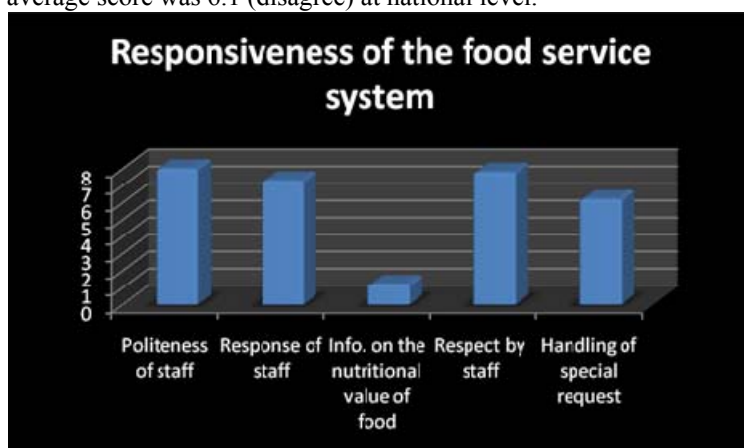 average score was 6.1 (disagree) at national level.
Responsiveness of the food service
system
8
7
6
5
4
3
2
1
0
Politeness
of staff
Response of
staff
Info. on the
nutritional
value of
food
Respect by
staff
Handling of
special
request